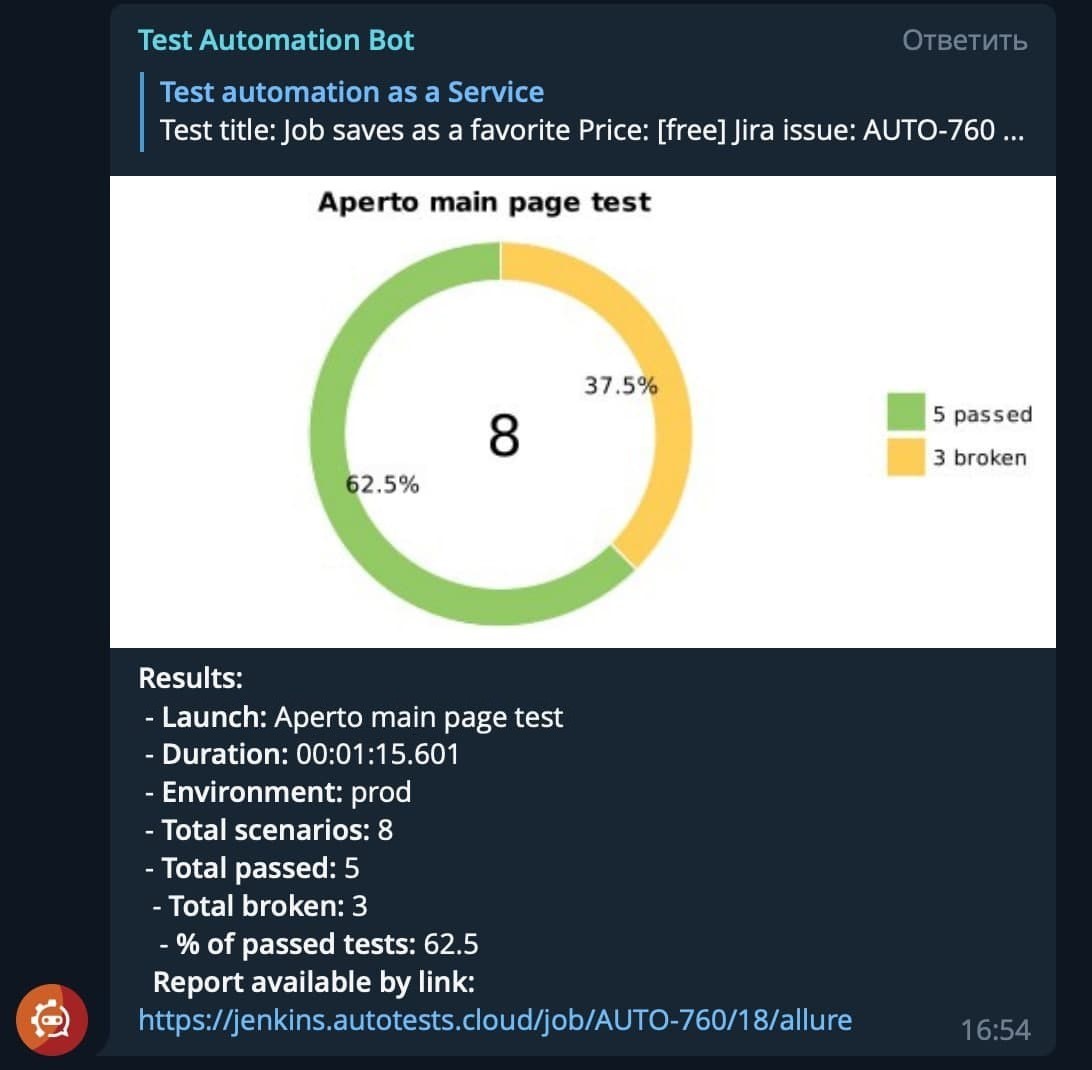 Test Automation Bot
Ответить
Test automation as a Service
Test title: Job saves as a favorite Price: [free] Jira issue: AUTO-760 ...
Aperto main page test
37.5%
8
62.5%
5 passed
3 broken
Results:
- Launch: Aperto main page test
- Duration: 00:01:15.601
- Environment: prod
- Total scenarios: 8
- Total passed: 5
- Total broken: 3
- % of passed tests: 62.5
Report available by link:
https://jenkins.autotests.cloud/job/AUTO-760/18/allure
16:54